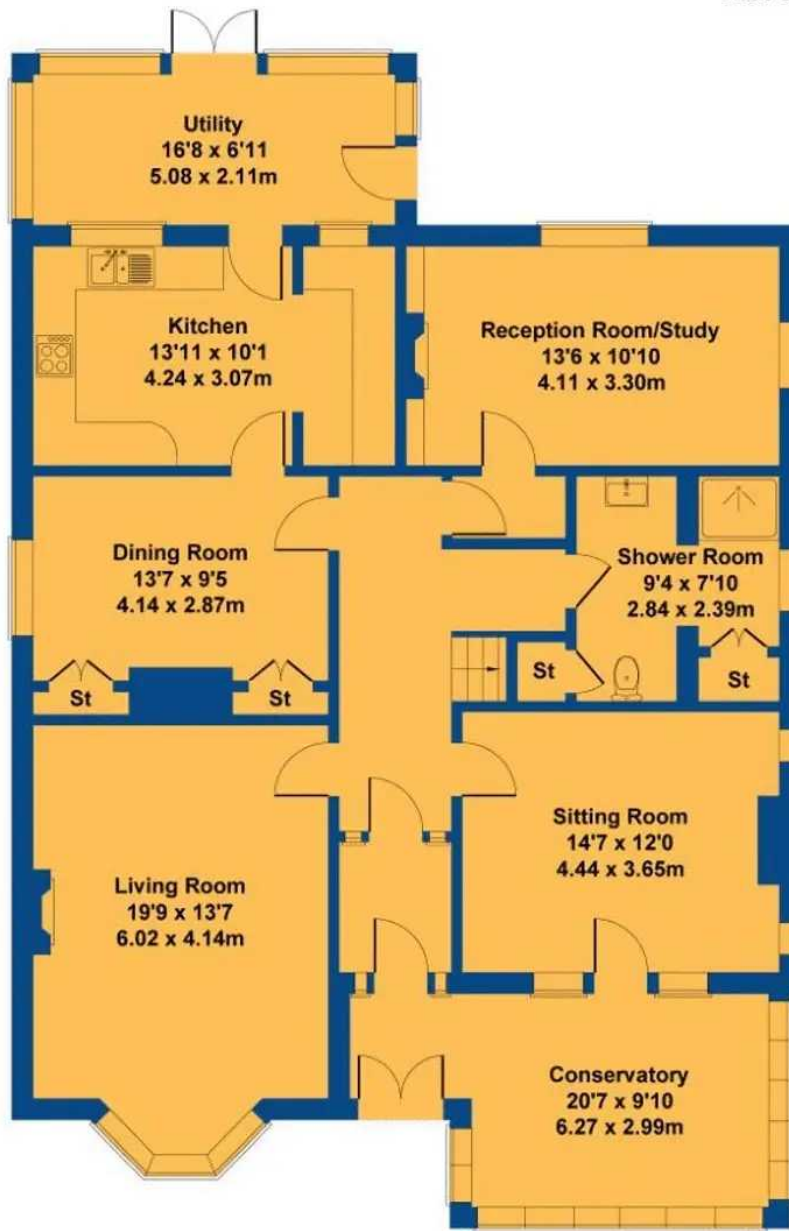 Utility
16'8 x 6'11
5.08 x 2.11m
Kitchen
13'11 x 10'1
4.24 x 3.07m
Reception Room/Study
13'6 x 10'10
4.11 x 3.30m
Dining Room
13'7 x 9'5
4.14 x 2.87m
St
St
Shower Room
9'4 x 7'10
2.84 x 2.39m
St
St
Living Room
19'9 x 13'7
6.02 x 4.14m
Sitting Room
14'7 x 12'0
4.44 x 3.65m
Conservatory
20'7 x 9'10
6.27 x 2.99m